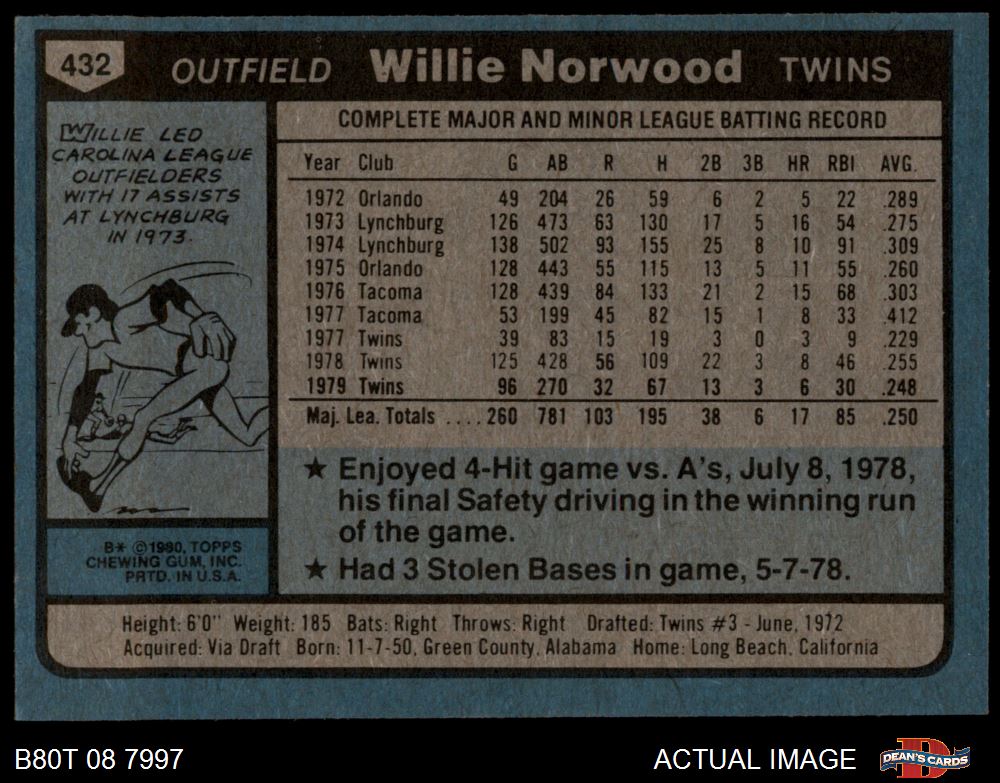 432 OUTFIELD Willie Norwood TWINS
WILLIE LED
CAROLINA LEAGUE
OUTFIELDERS
WITH 17 ASSISTS
AT LYNCHBURG
IN 1973.
B* ©1980, TOPPS
CHEWING GUM, INC.
PRTD. IN U.S.A.
COMPLETE MAJOR AND MINOR LEAGUE BATTING RECORD
Year Club G AB R H 2B 3B HR RBI AVG.
1972 Orlando 49 204 26 59 6 2 5 22 .289
1973 Lynchburg 126 473 63 130 17 5 16 54 .275
1974 Lynchburg 138 502 93 155 25 8 10 91 .309
1975 Orlando 128 443 55 115 13 5 11 55 .260
1976 Tacoma 128 439 84 133 21 2 15 68 .303
1977 Tacoma 53 199 45 82 15 1 8 33 .412
1977 Twins 39 83 15 19 3 0 3 9 .229
1978 Twins 125 428 56 109 22 3 8 46 .255
1979 Twins 96 270 32 67 13 3 6 30 .248
Maj. Lea. Totals .... 260 781 103 195 38 6 17 85 .250
★ Enjoyed 4-Hit game vs. A's, July 8, 1978,
his final Safety driving in the winning run
of the game.
★ Had 3 Stolen Bases in game, 5-7-78.
Height: 6'0" Weight: 185 Bats: Right Throws: Right Drafted: Twins #3 - June, 1972
Acquired: Via Draft Born: 11-7-50, Green County, Alabama Home: Long Beach, California
B80T 08 7997 ACTUAL IMAGE DEAN'S CARDS